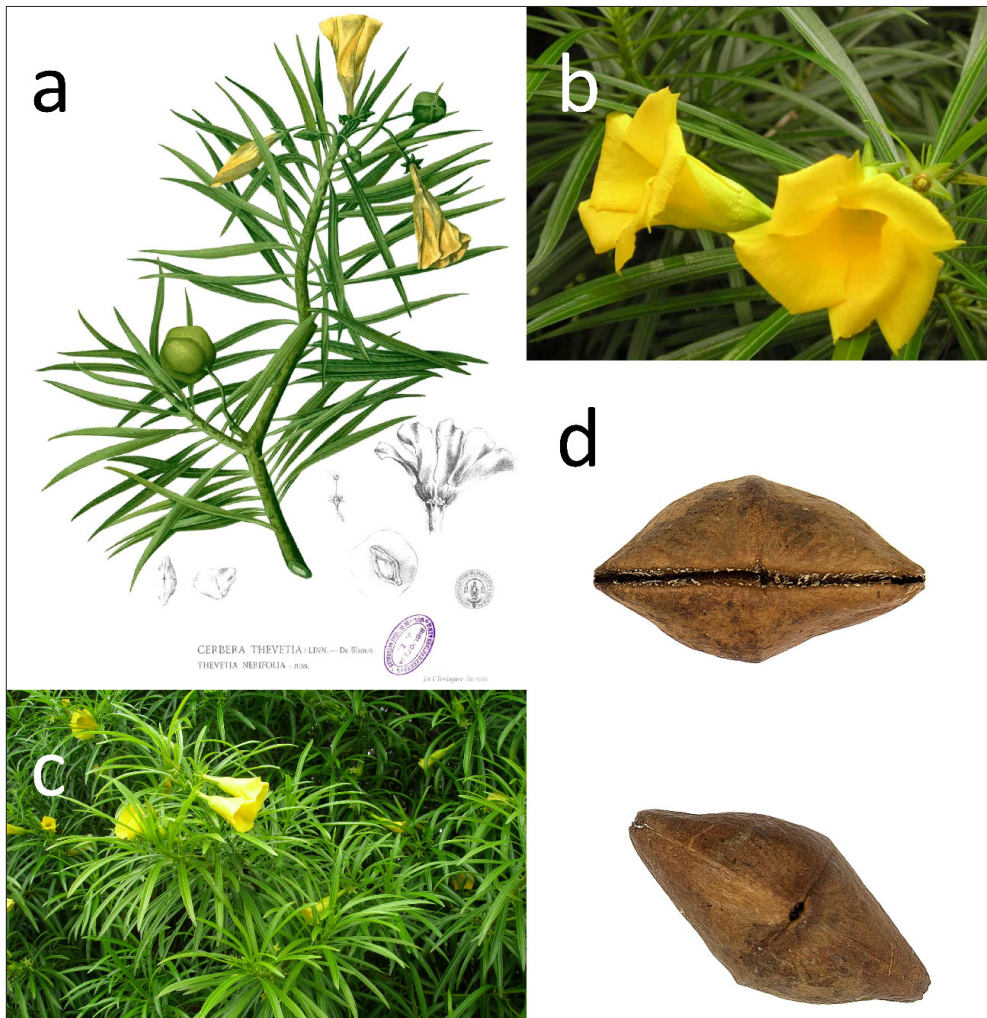 a
b
d
CERBERA THEVETIA: LINN. — De Blanco.
THEVETIA NERIFOLIA: JUSS.
c